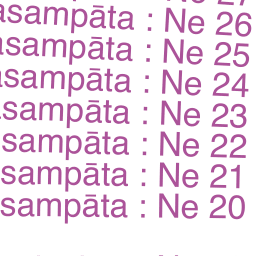 asampāta : Ne 26
asampāta : Ne 25
asampāta : Ne 24
asampāta : Ne 23
sampāta : Ne 22
sampāta : Ne 21
sampāta : Ne 20